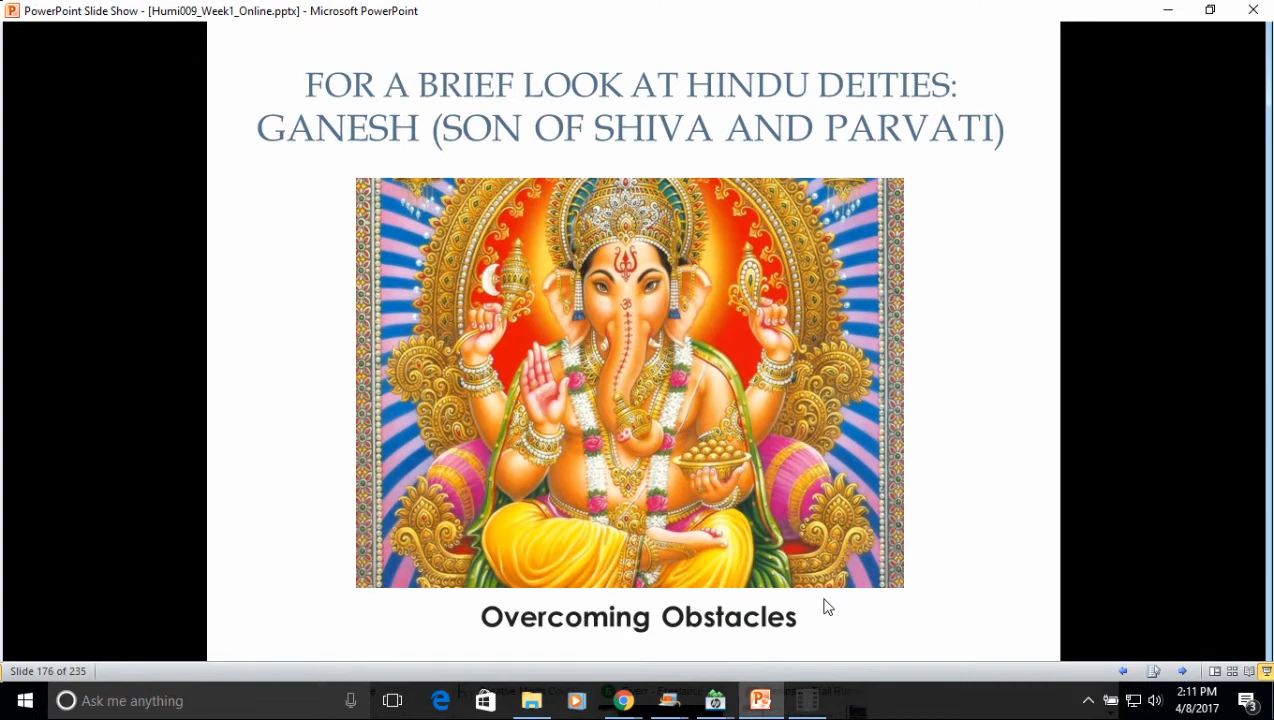 PowerPoint Slide Show - [Humi009_Week1_Online.pptx] - Microsoft PowerPoint
FOR A BRIEF LOOK AT HINDU DEITIES:
GANESH (SON OF SHIVA AND PARVATI)
Overcoming Obstacles
Slide 176 of 235
Ask me anything
2:11 PM
4/8/2017
3